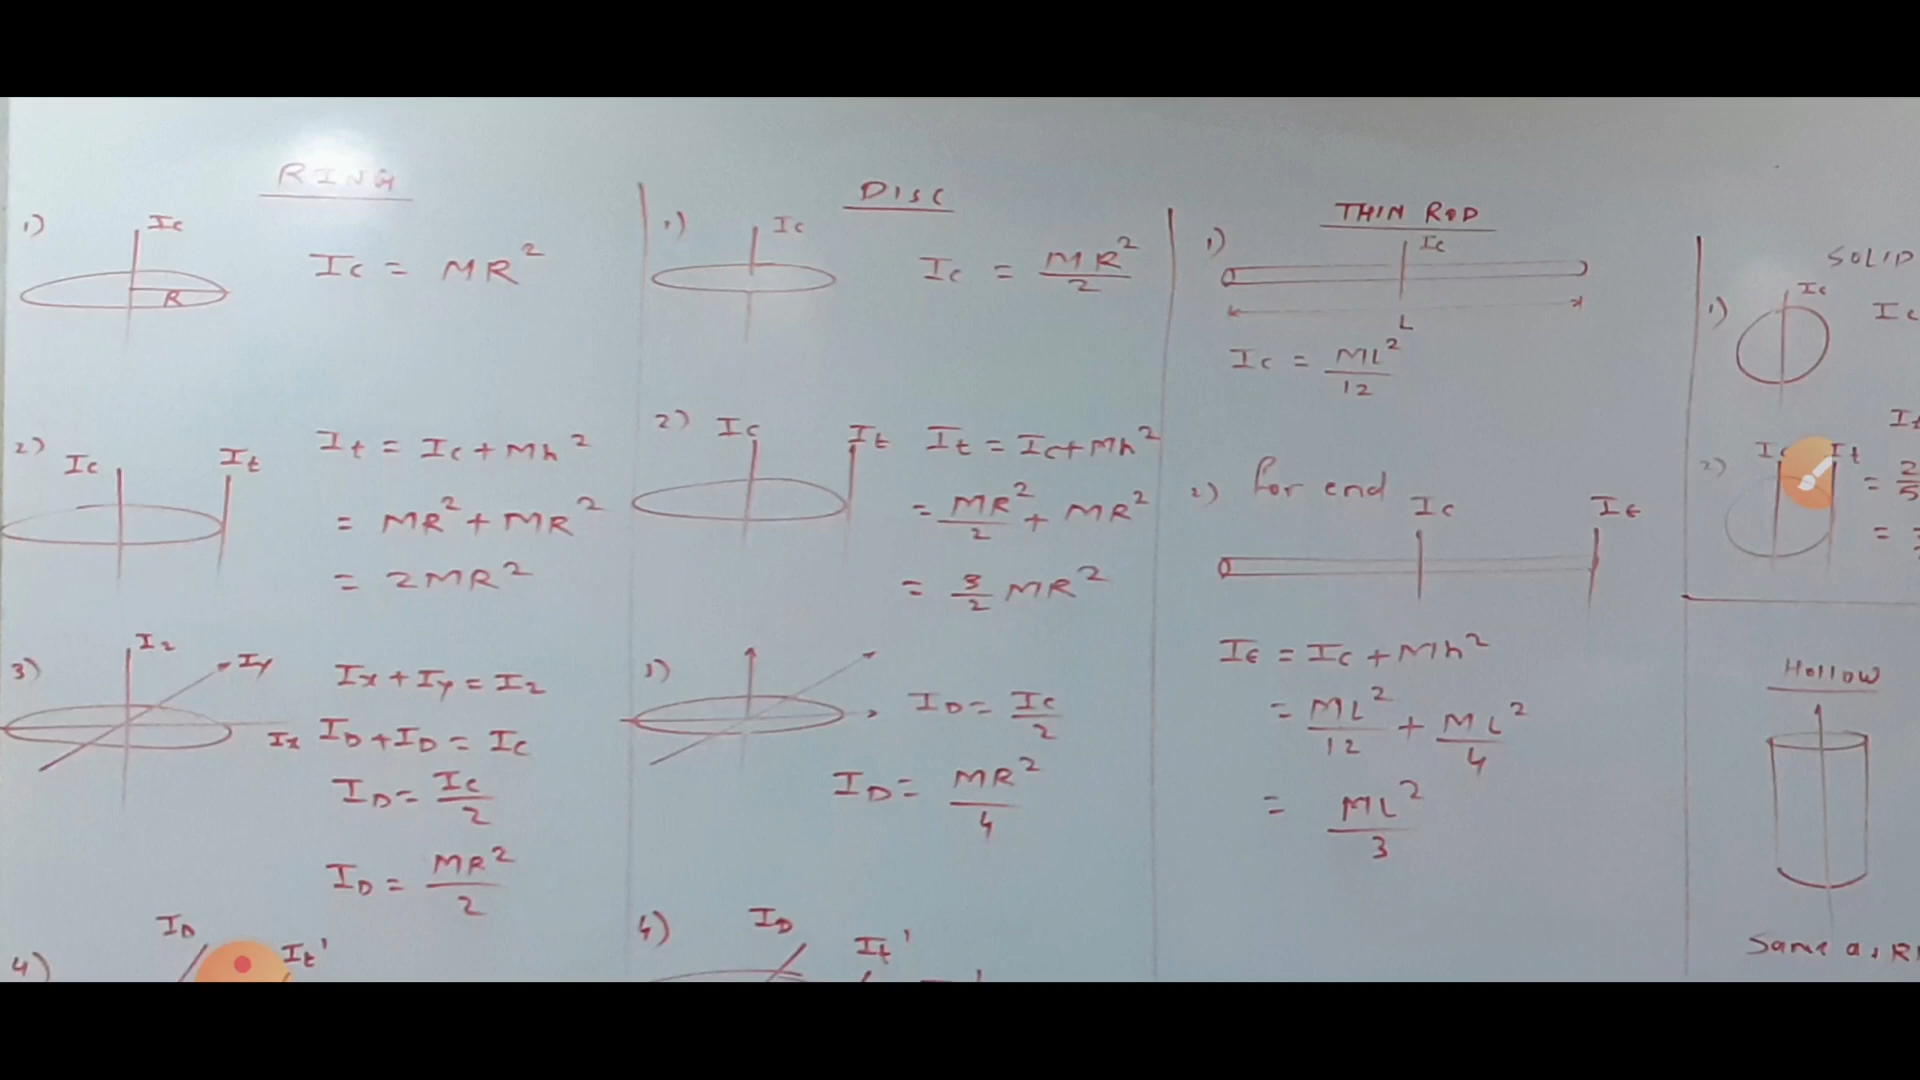 RING
1)
Ic
R
Ic = MR²
2)
Ic
It
It = Ic + Mh²
= MR² + MR²
= 2MR²
3)
Iz
Iy
Ix
Ix + Iy = Iz
ID + ID = Ic
ID = Ic/2
ID = MR²/2
4)
ID
It'
DISC
1)
Ic
Ic = MR²/2
2)
Ic
It
It = Ic + Mh²
= MR²/2 + MR²
= 3/2 MR²
3)
ID = Ic/2
ID = MR²/4
4)
ID
It'
THIN ROD
1)
Ic
L
Ic = ML²/12
2) for end
Ic
IE
IE = Ic + Mh²
= ML²/12 + ML²/4
= ML²/3
SOLID
1)
Ic
Ic
2)
It
It
= 2/5
=
Hollow
Same as